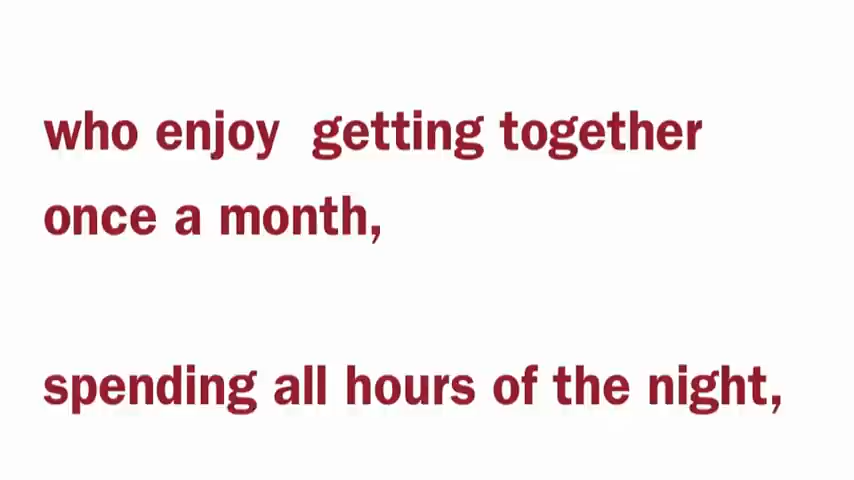 who enjoy  getting together
once a month,
spending all hours of the night,